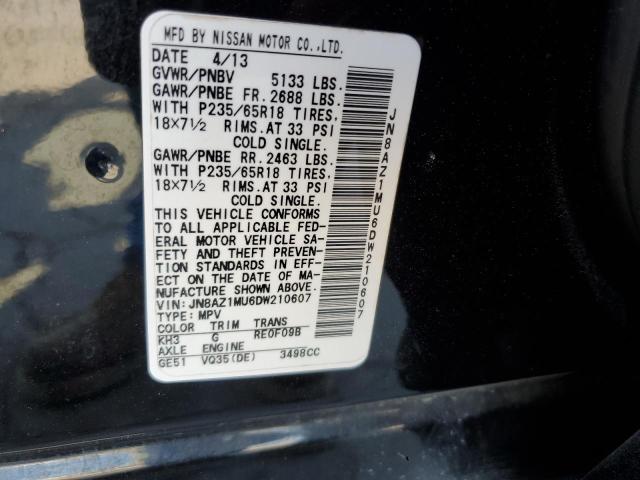 MFD BY NISSAN MOTOR CO.,LTD.
DATE 4/13
GVWR/PNBV 5133 LBS.
GAWR/PNBE FR. 2688 LBS.
WITH P235/65R18 TIRES.
18×7½ RIMS.AT 33 PSI
COLD SINGLE.
GAWR/PNBE RR. 2463 LBS.
WITH P235/65R18 TIRES.
18×7½ RIMS.AT 33 PSI
COLD SINGLE.
THIS VEHICLE CONFORMS
TO ALL APPLICABLE FED-
ERAL MOTOR VEHICLE SA-
FETY AND THEFT PREVEN-
TION STANDARDS IN EFF-
ECT ON THE DATE OF MA-
NUFACTURE SHOWN ABOVE.
VIN: JN8AZ1MU6DW210607
TYPE: MPV
COLOR TRIM TRANS
KH3 G RE0F09B
AXLE ENGINE
GE51 VQ35(DE) 3498CC
JN8AZ1MU6DW210607